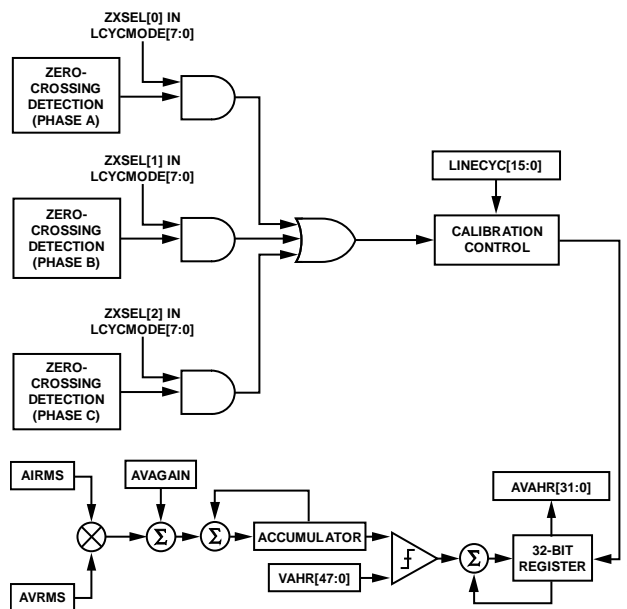 ZXSEL[0] IN
LCYCMODE[7:0]
ZERO-
CROSSING
DETECTION
(PHASE A)
ZXSEL[1] IN
LCYCMODE[7:0]
ZERO-
CROSSING
DETECTION
(PHASE B)
LINECYC[15:0]
CALIBRATION
CONTROL
ZXSEL[2] IN
LCYCMODE[7:0]
ZERO-
CROSSING
DETECTION
(PHASE C)
AIRMS
AVAGAIN
AVAHR[31:0]
Σ
Σ
ACCUMULATOR
Σ
32-BIT
REGISTER
VAHR[47:0]
AVRMS